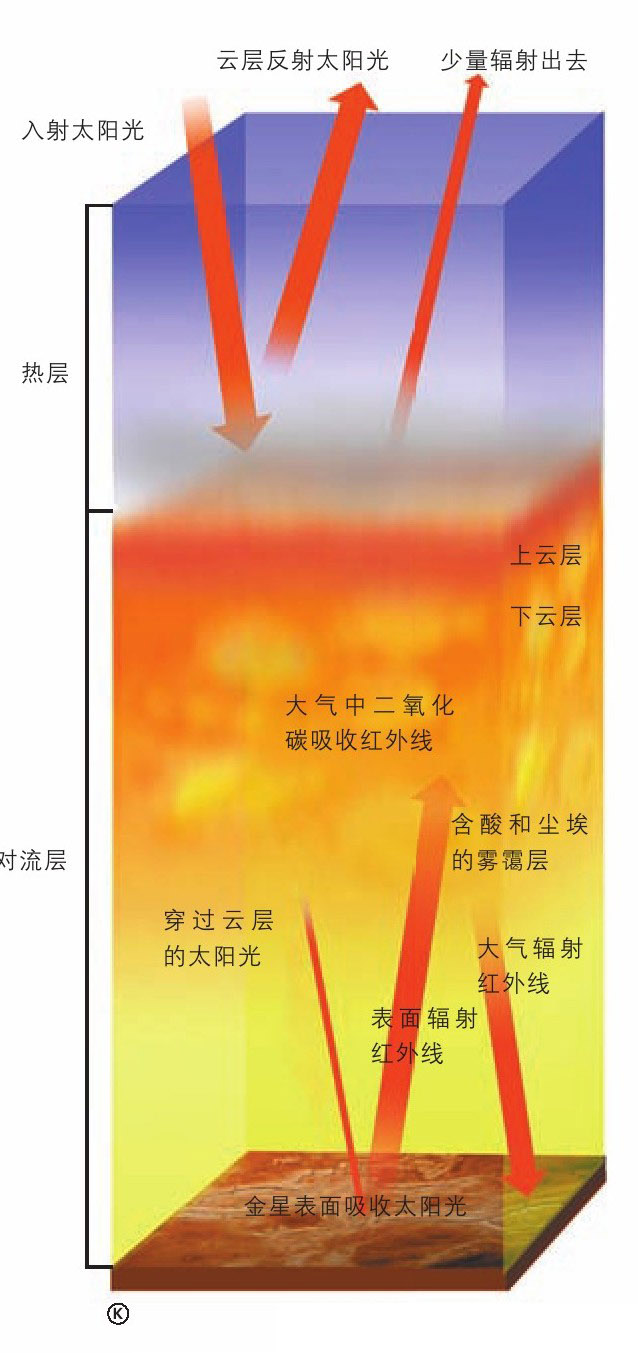 云层反射太阳光
少量辐射出去
入射太阳光
热层
上云层
下云层
大气中二氧化
碳吸收红外线
含酸和尘埃
的雾霭层
对流层
穿过云层
的太阳光
大气辐射
红外线
表面辐射
红外线
金星表面吸收太阳光
Ⓚ